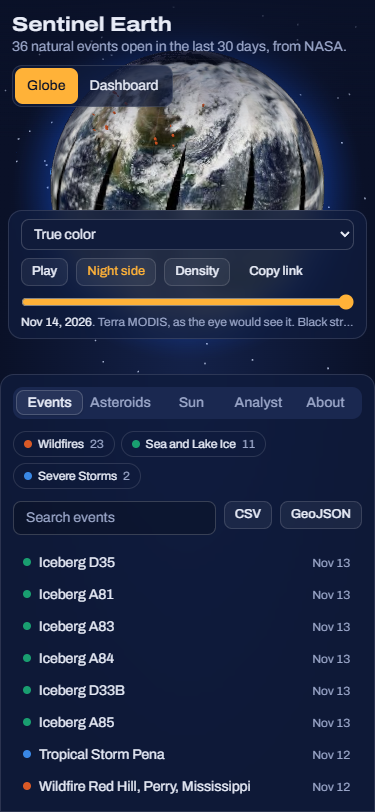 Sentinel Earth
36 natural events open in the last 30 days, from NASA.
Globe Dashboard
True color
Play Night side Density Copy link
Nov 14, 2026. Terra MODIS, as the eye would see it. Black str...
Events Asteroids Sun Analyst About
Wildfires 23 Sea and Lake Ice 11
Severe Storms 2
Search events CSV GeoJSON
Iceberg D35 Nov 13
Iceberg A81 Nov 13
Iceberg A83 Nov 13
Iceberg A84 Nov 13
Iceberg D33B Nov 13
Iceberg A85 Nov 13
Tropical Storm Pena Nov 12
Wildfire Red Hill, Perry, Mississippi Nov 12